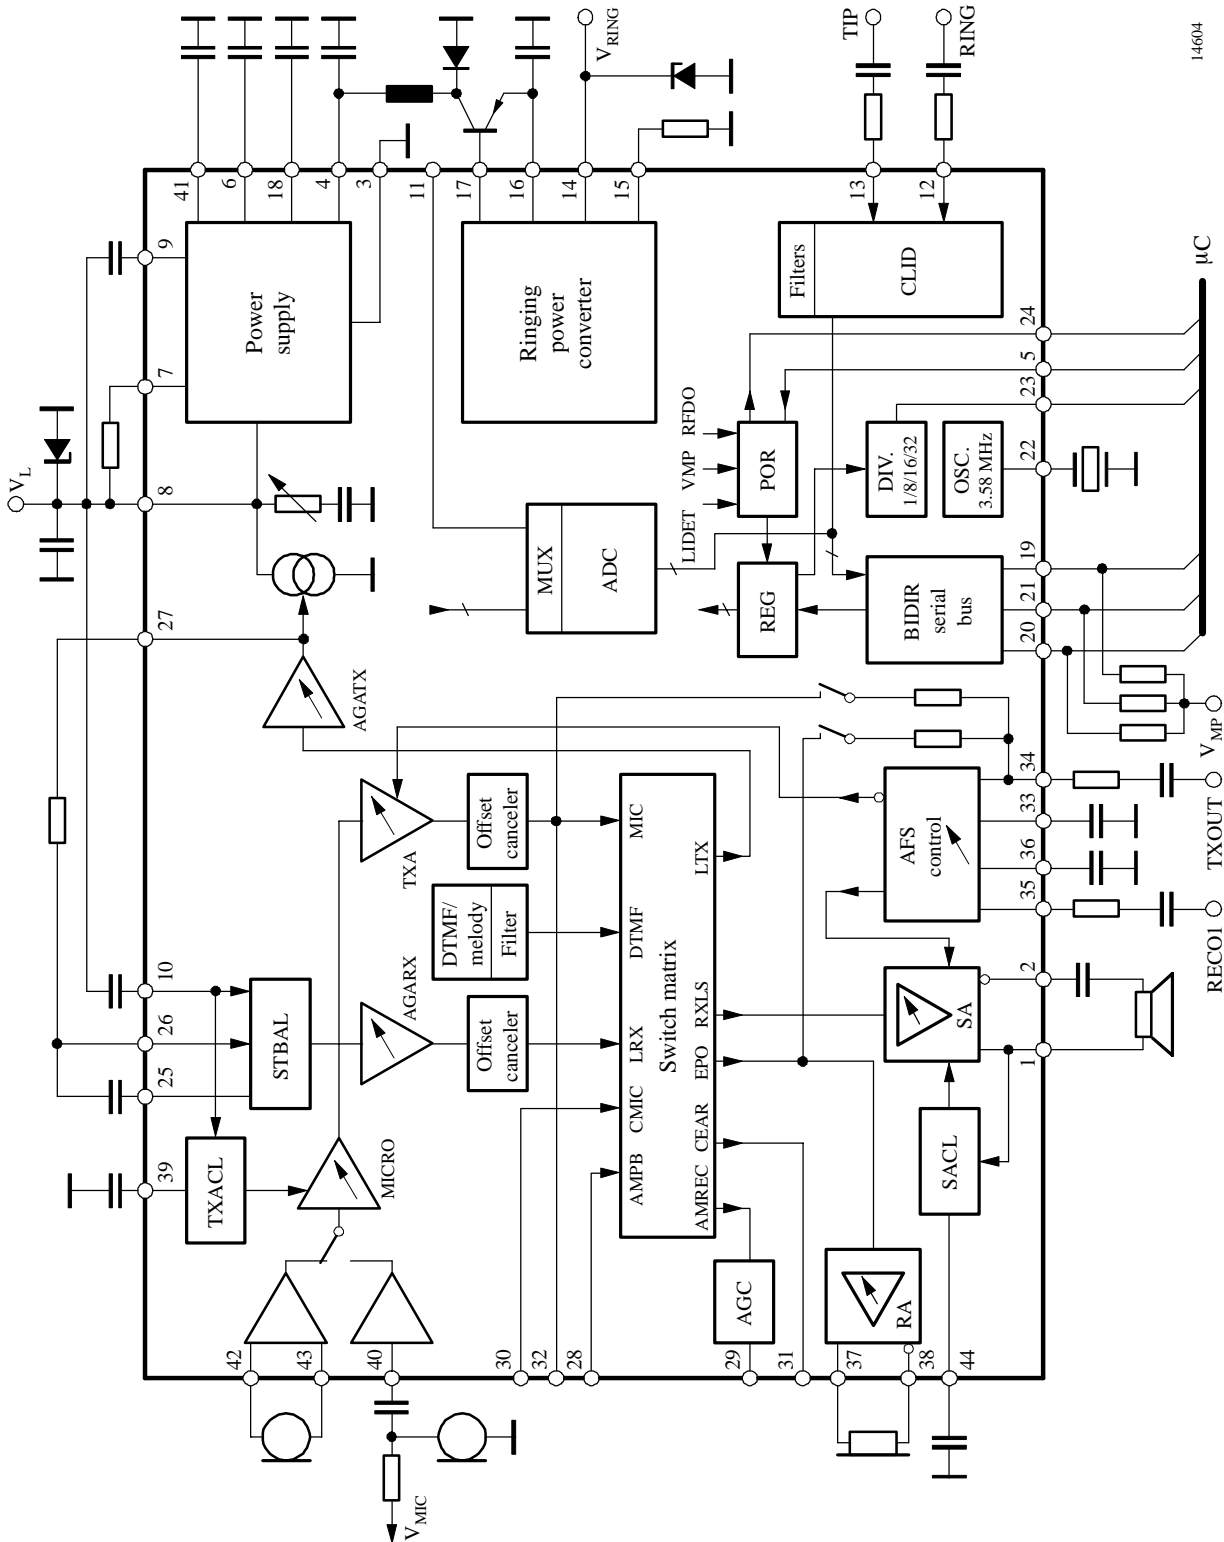 V_L
V_RING
TIP
RING
14604
41
6
18
4
3
11
17
16
14
15
13
12
9
7
8
27
10
26
25
39
Power
supply
Ringing
power
converter
Filters
CLID
µC
24
5
23
22
19
21
20
34
33
36
35
2
1
LIDET
VMP
RFDO
POR
DIV.
1/8/16/32
OSC.
3.58 MHz
MUX
ADC
REG
BIDIR
serial
bus
AGATX
TXA
Offset
canceler
DTMF/
melody
Filter
AGARX
Offset
canceler
STBAL
TXACL
MICRO
MIC
DTMF
LRX
CMIC
AMPB
Switch matrix
LTX
RXLS
EPO
CEAR
AMREC
AFS
control
SA
SACL
AGC
RA
V_MP
TXOUT
RECO1
42
43
40
30
32
28
29
31
37
38
44
V_MIC